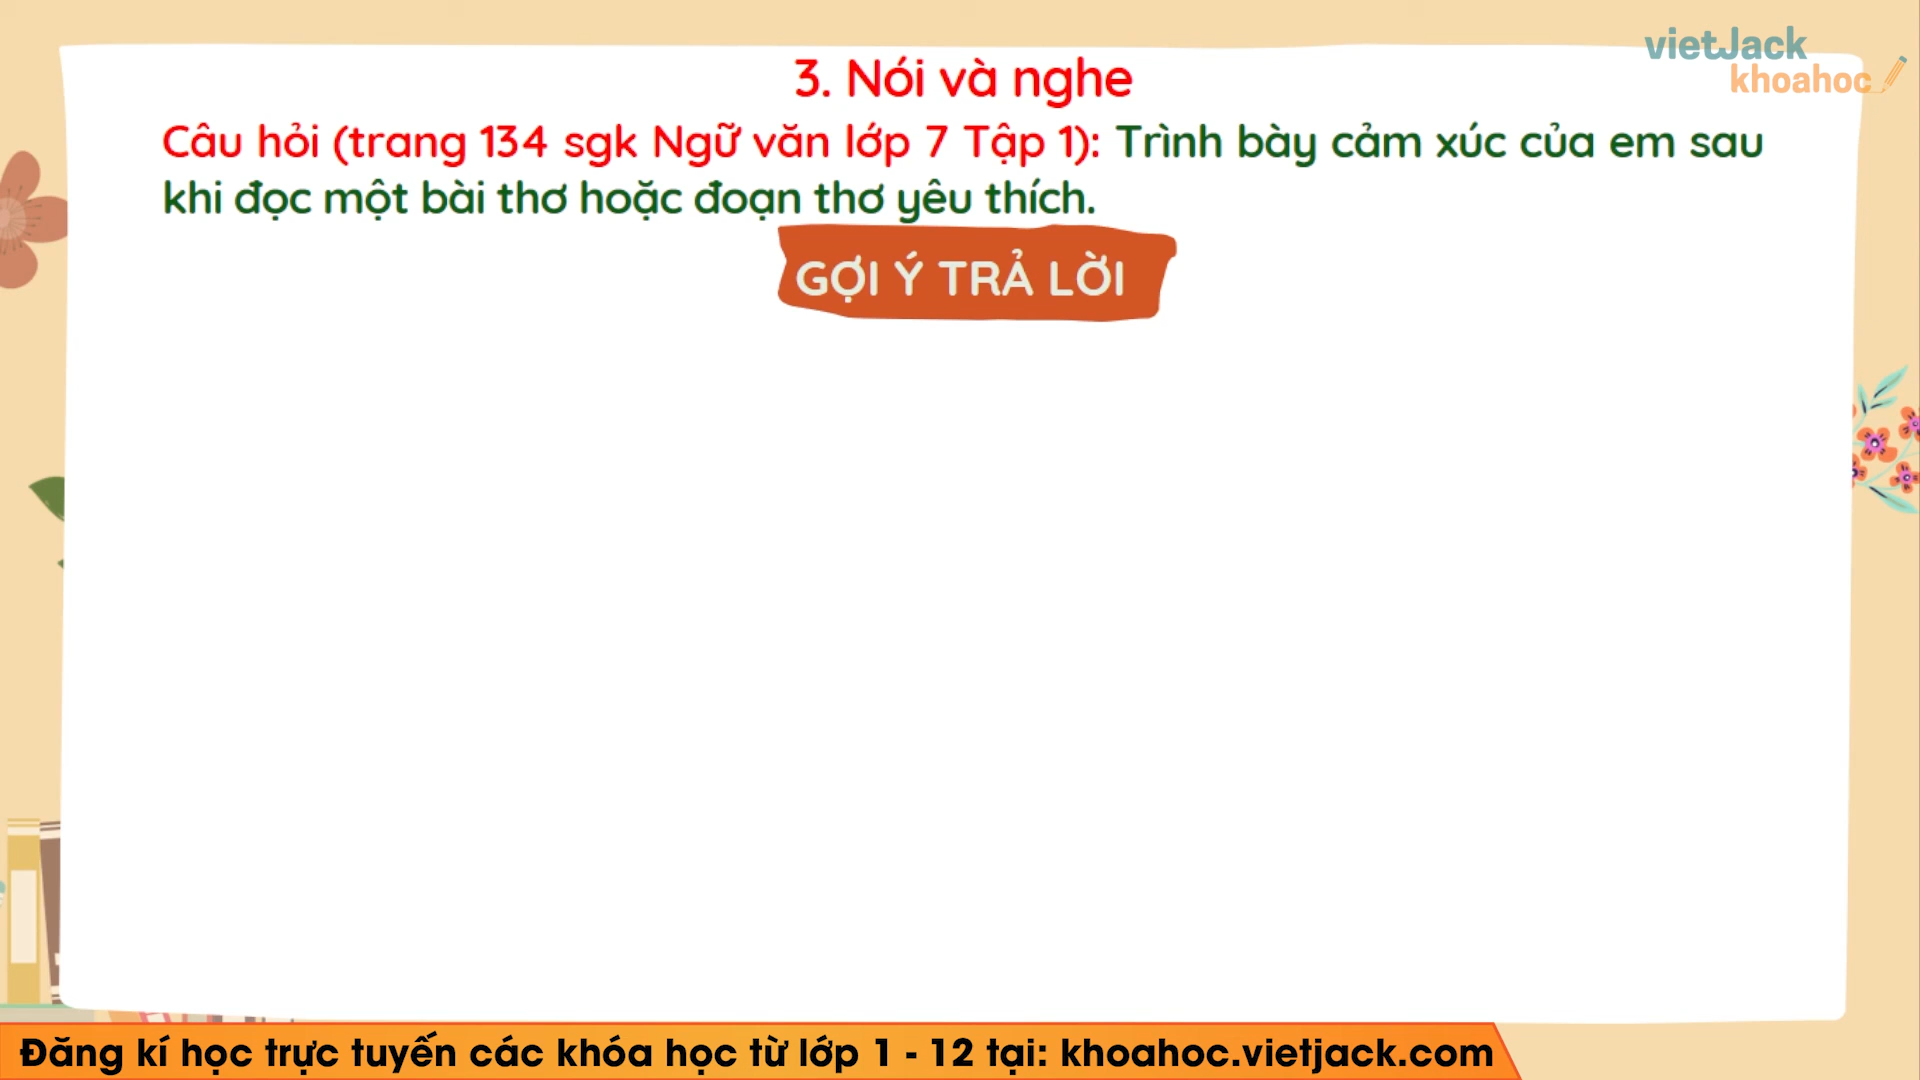 vietJack
khoahoc
3. Nói và nghe
Câu hỏi (trang 134 sgk Ngữ văn lớp 7 Tập 1): Trình bày cảm xúc của em sau
khi đọc một bài thơ hoặc đoạn thơ yêu thích.
GỢI Ý TRẢ LỜI
Đăng kí học trực tuyến các khóa học từ lớp 1 - 12 tại: khoahoc.vietjack.com